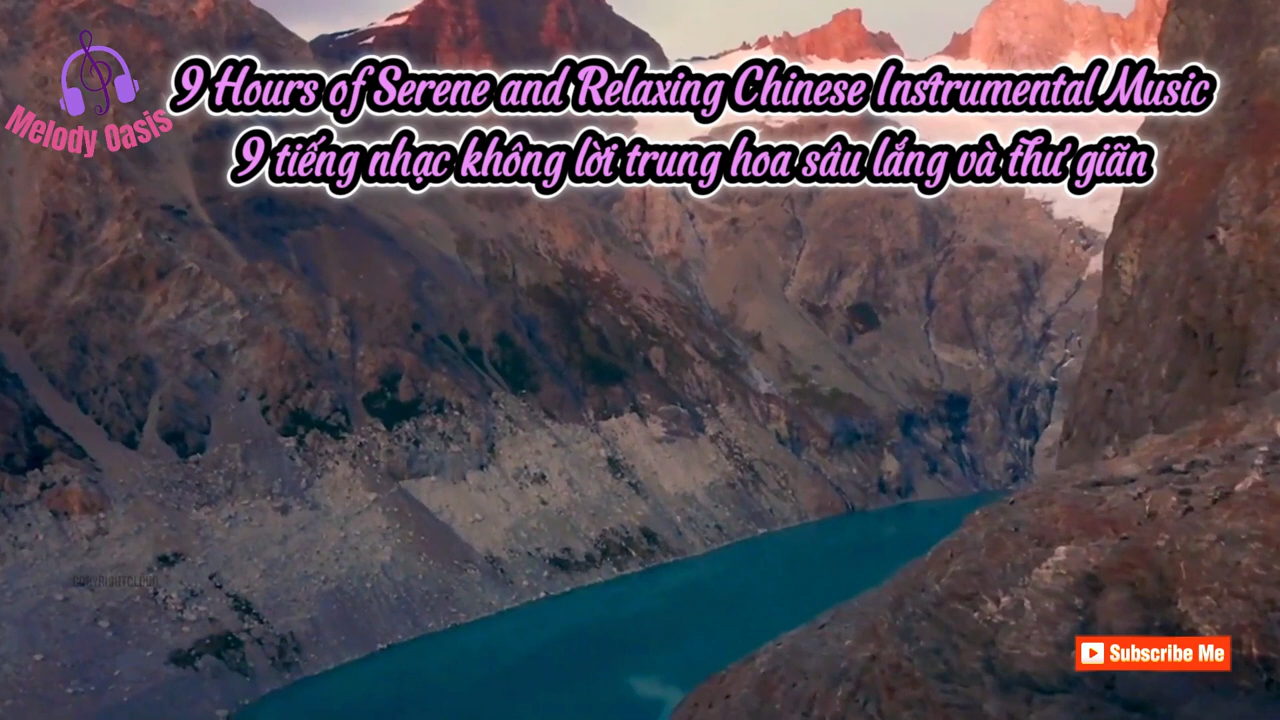 9 Hours of Serene and Relaxing Chinese Instrumental Music
Melody Oasis
9 tiếng nhạc không lời trung hoa sâu lắng và thư giãn
Subscribe Me